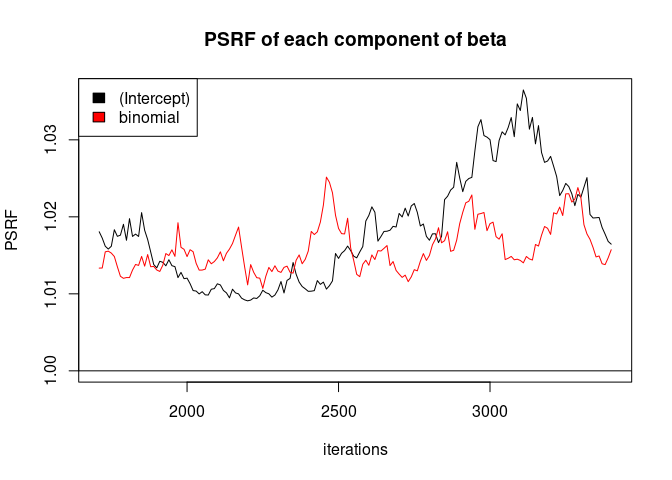 PSRF of each component of beta
(Intercept)
binomial
PSRF
1.03
1.02
1.01
1.00
2000 2500 3000
iterations